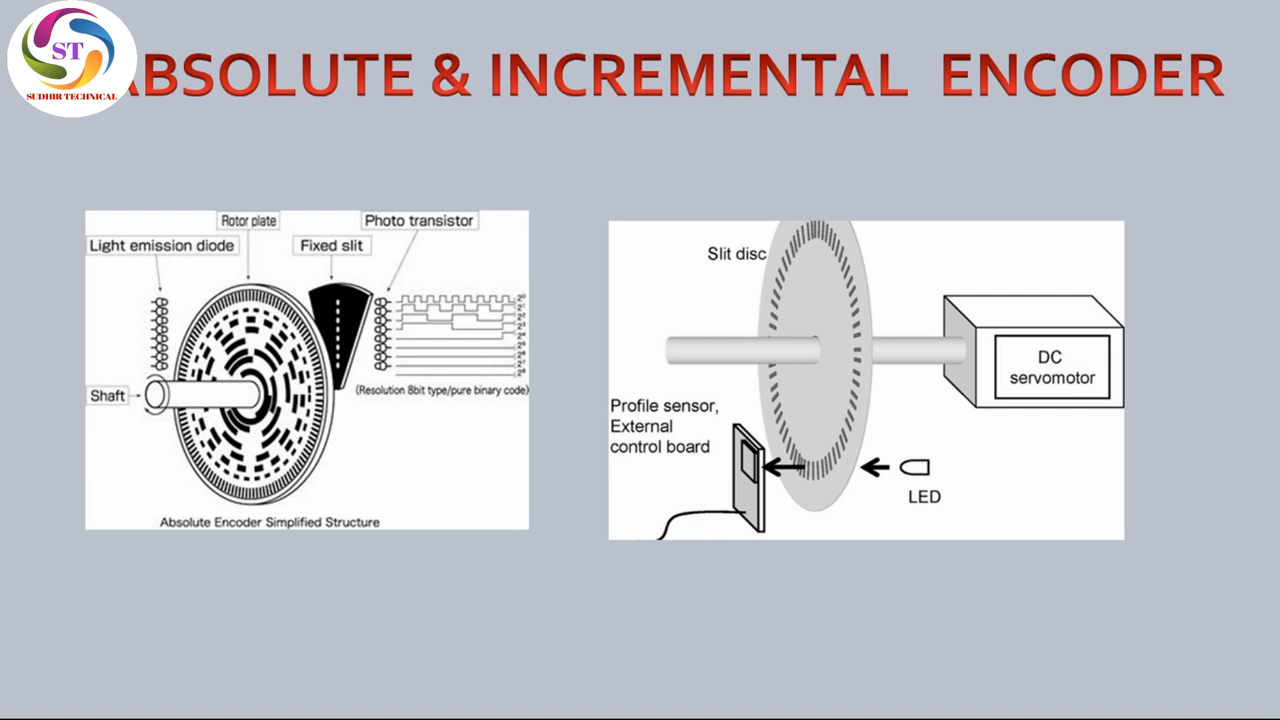 ST
SUDHIR TECHNICAL
ABSOLUTE & INCREMENTAL ENCODER
Rotor plate
Photo transistor
Light emission diode
Fixed slit
Shaft
(Resolution 8bit type/pure binary code)
Absolute Encoder Simplified Structure
Slit disc
DC
servomotor
Profile sensor,
External
control board
LED